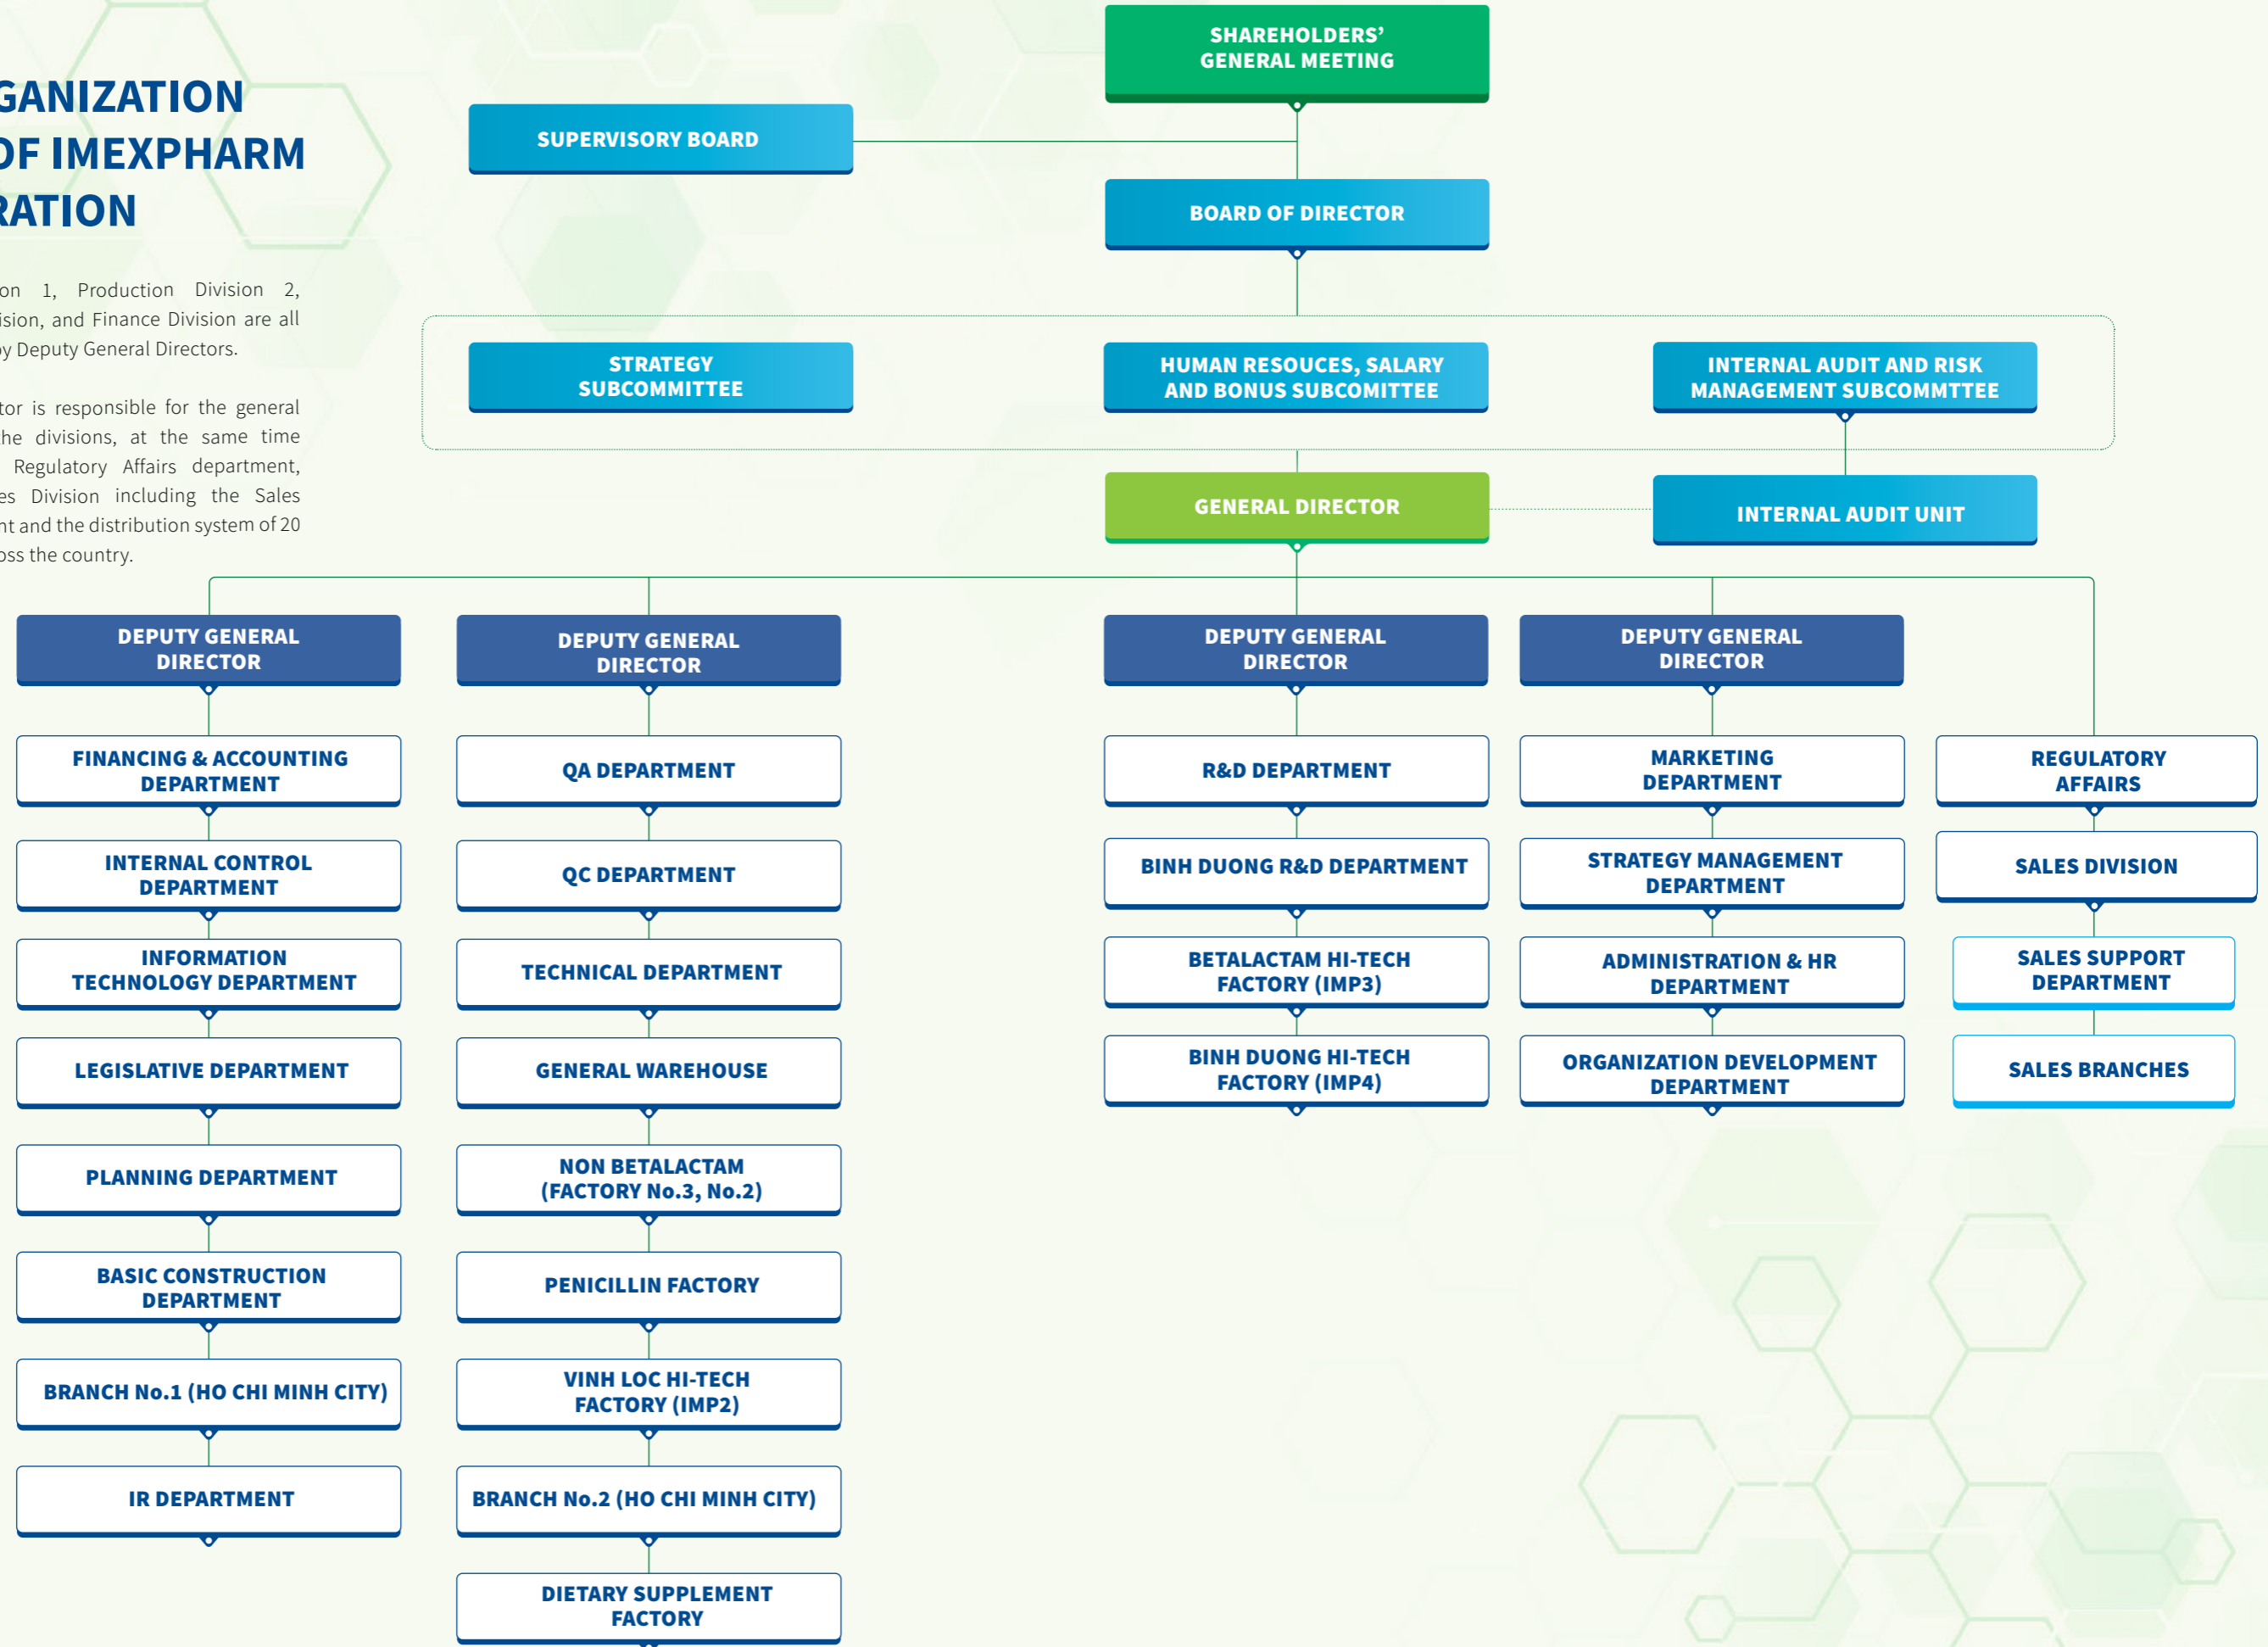 GANIZATION
OF IMEXPHARM
RATION
on 1, Production Division 2,
ision, and Finance Division are all
by Deputy General Directors.
tor is responsible for the general
the divisions, at the same time
Regulatory Affairs department,
es Division including the Sales
nt and the distribution system of 20
oss the country.
SHAREHOLDERS’
GENERAL MEETING
SUPERVISORY BOARD
BOARD OF DIRECTOR
STRATEGY
SUBCOMMITTEE
HUMAN RESOUCES, SALARY
AND BONUS SUBCOMITTEE
INTERNAL AUDIT AND RISK
MANAGEMENT SUBCOMMTTEE
GENERAL DIRECTOR
INTERNAL AUDIT UNIT
DEPUTY GENERAL
DIRECTOR
FINANCING & ACCOUNTING
DEPARTMENT
INTERNAL CONTROL
DEPARTMENT
INFORMATION
TECHNOLOGY DEPARTMENT
LEGISLATIVE DEPARTMENT
PLANNING DEPARTMENT
BASIC CONSTRUCTION
DEPARTMENT
BRANCH No.1 (HO CHI MINH CITY)
IR DEPARTMENT
DEPUTY GENERAL
DIRECTOR
QA DEPARTMENT
QC DEPARTMENT
TECHNICAL DEPARTMENT
GENERAL WAREHOUSE
NON BETALACTAM
(FACTORY No.3, No.2)
PENICILLIN FACTORY
VINH LOC HI-TECH
FACTORY (IMP2)
BRANCH No.2 (HO CHI MINH CITY)
DIETARY SUPPLEMENT
FACTORY
DEPUTY GENERAL
DIRECTOR
R&D DEPARTMENT
BINH DUONG R&D DEPARTMENT
BETALACTAM HI-TECH
FACTORY (IMP3)
BINH DUONG HI-TECH
FACTORY (IMP4)
DEPUTY GENERAL
DIRECTOR
MARKETING
DEPARTMENT
STRATEGY MANAGEMENT
DEPARTMENT
ADMINISTRATION & HR
DEPARTMENT
ORGANIZATION DEVELOPMENT
DEPARTMENT
REGULATORY
AFFAIRS
SALES DIVISION
SALES SUPPORT
DEPARTMENT
SALES BRANCHES